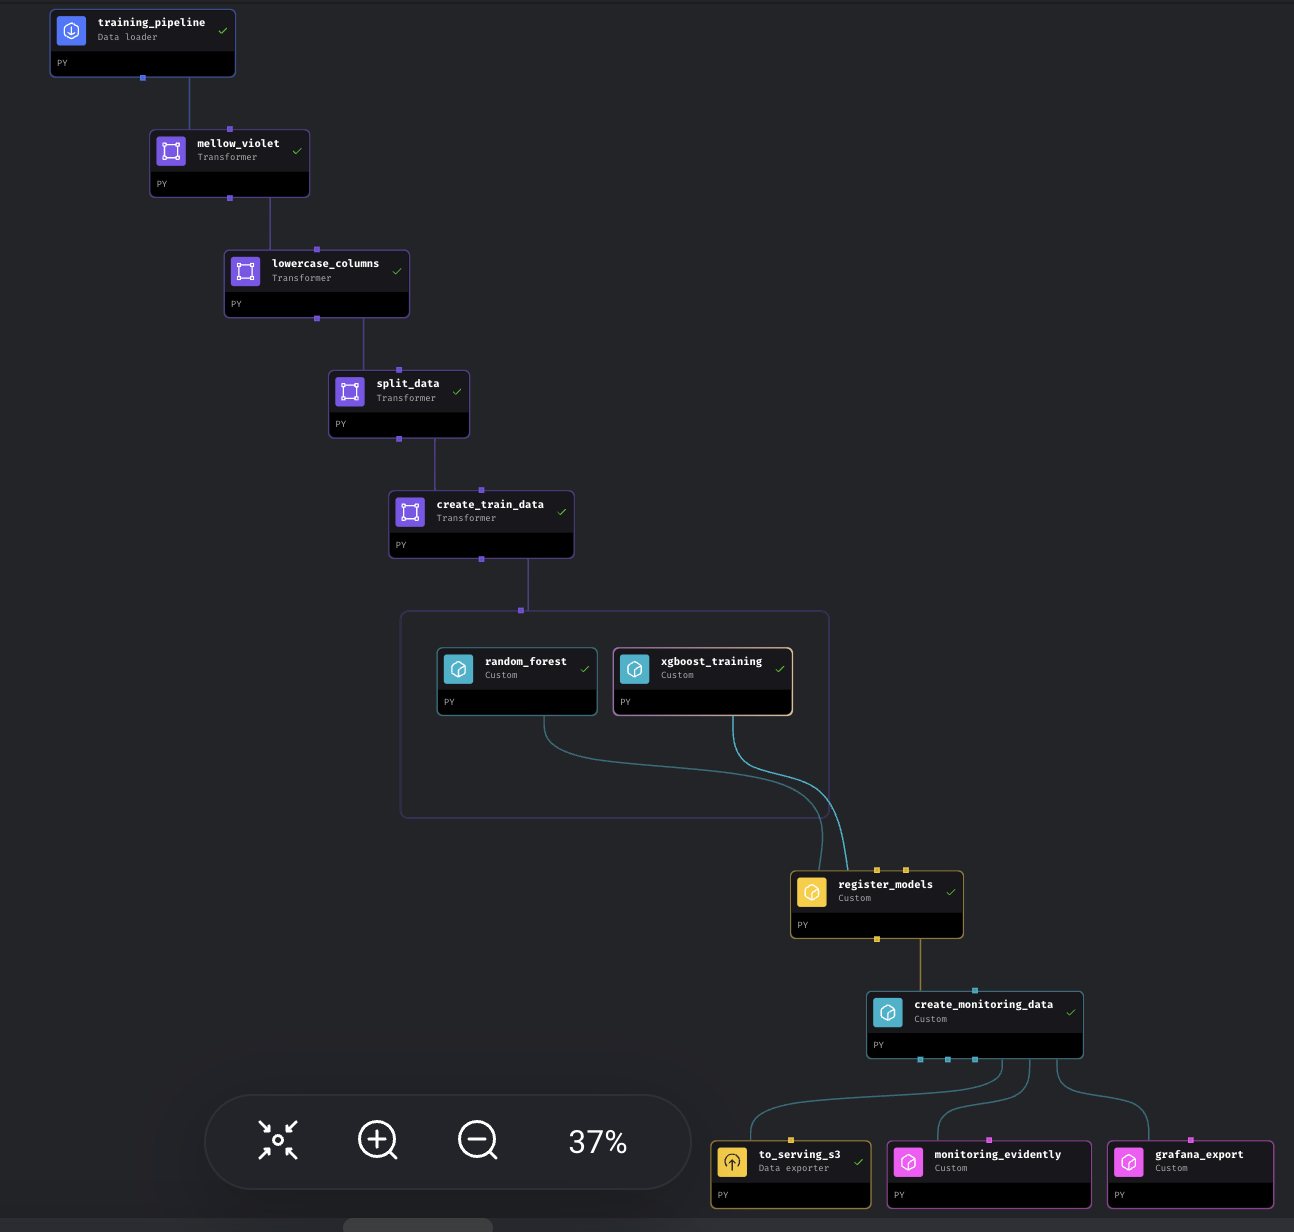 training_pipeline
Data loader
PY
mellow_violet
Transformer
PY
lowercase_columns
Transformer
PY
split_data
Transformer
PY
create_train_data
Transformer
PY
random_forest
Custom
PY
xgboost_training
Custom
PY
register_models
Custom
PY
create_monitoring_data
Custom
PY
37%
to_serving_s3
Data exporter
PY
monitoring_evidently
Custom
PY
grafana_export
Custom
PY